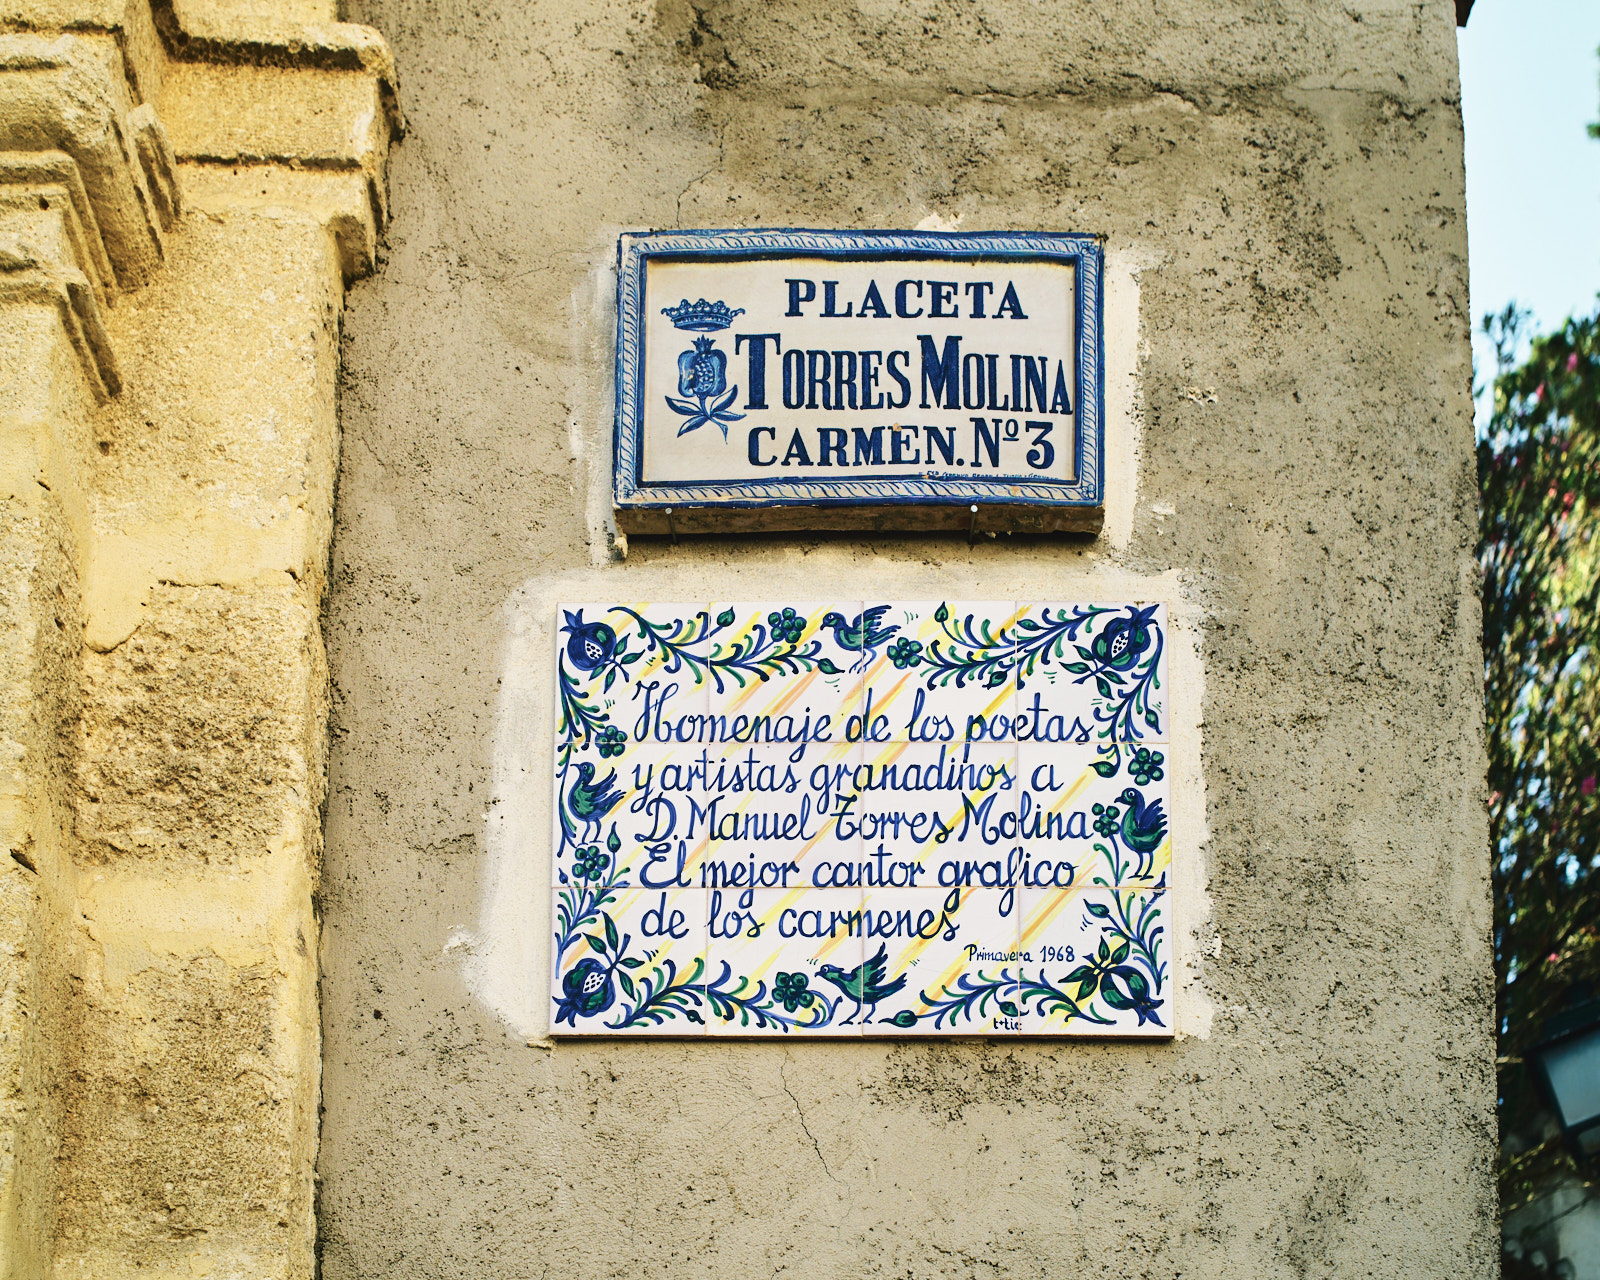 PLACETA
TORRES MOLINA
CARMEN. Nº 3
Homenaje de los poetas
y artistas granadinos a
D. Manuel Torres Molina
El mejor cantor grafico
de los carmenes
Primavera 1968